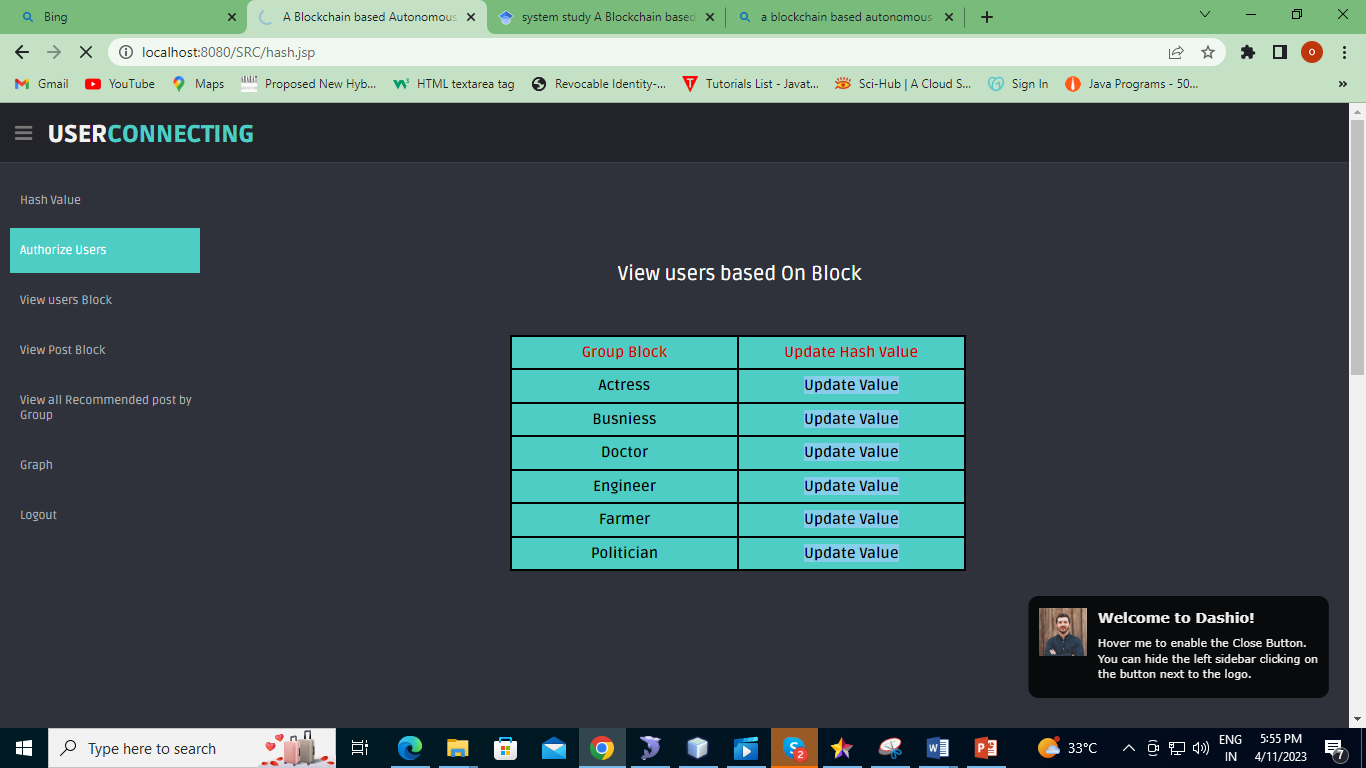 Bing
A Blockchain based Autonomous
system study A Blockchain based
a blockchain based autonomous
localhost:8080/SRC/hash.jsp
O
Gmail
YouTube
Maps
Proposed New Hyb...
HTML textarea tag
Revocable Identity-...
Tutorials List - Javat...
Sci-Hub | A Cloud S...
Sign In
Java Programs - 50...
USERCONNECTING
Hash Value
Authorize Users
View users Block
View Post Block
View all Recommended post by
Group
Graph
Logout
View users based On Block
Group Block Update Hash Value
Actress Update Value
Busniess Update Value
Doctor Update Value
Engineer Update Value
Farmer Update Value
Politician Update Value
Welcome to Dashio!
Hover me to enable the Close Button.
You can hide the left sidebar clicking on
the button next to the logo.
Type here to search
2
33°C
ENG
IN
5:55 PM
4/11/2023
7